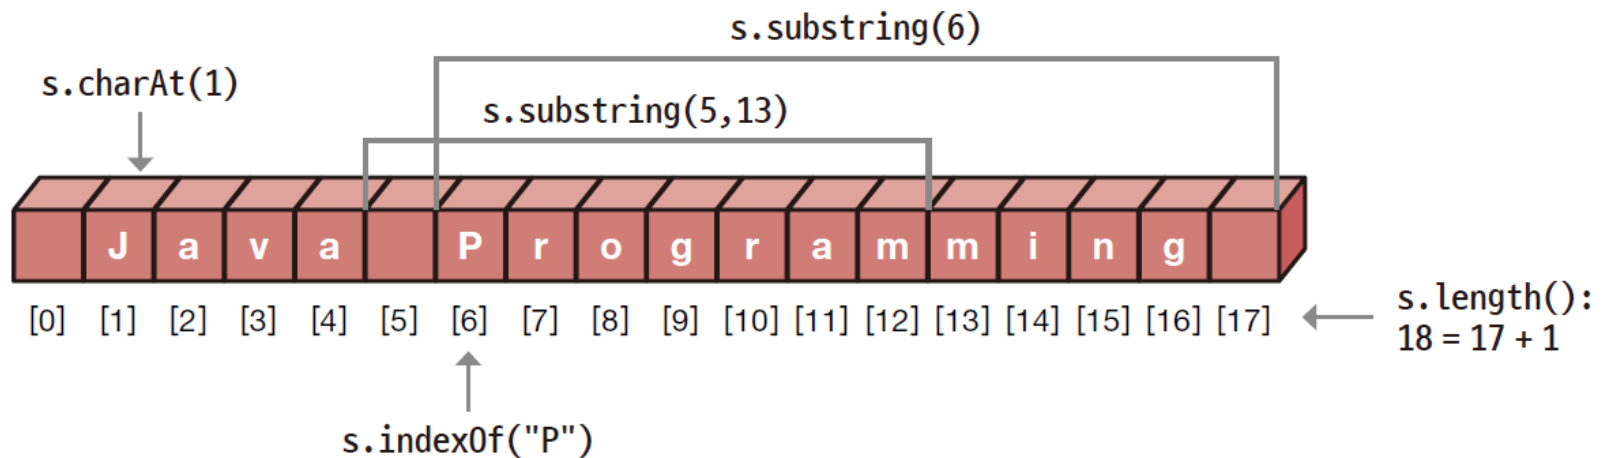 s.substring(6)
s.charAt(1)
s.substring(5,13)
J a v a P r o g r a m m i n g
[0] [1] [2] [3] [4] [5] [6] [7] [8] [9] [10] [11] [12] [13] [14] [15] [16] [17]
s.length():
18 = 17 + 1
s.indexOf("P")